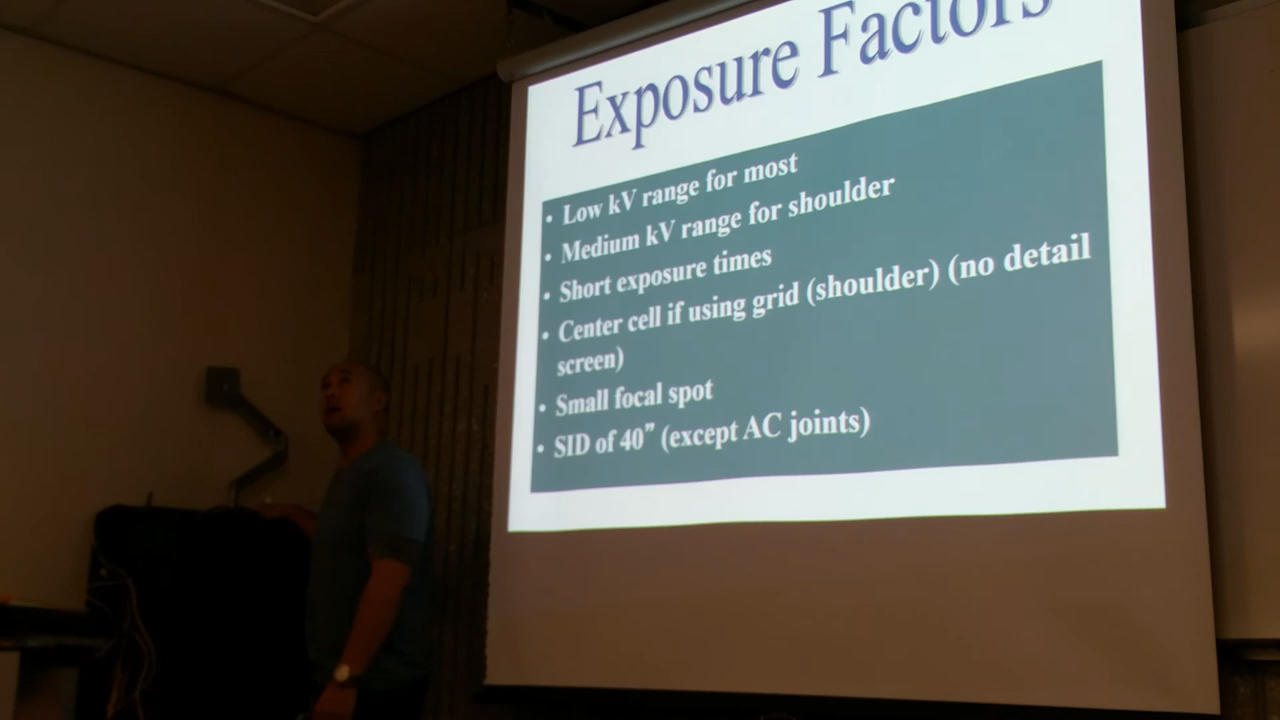 Exposure Factors
• Low kV range for most
• Medium kV range for shoulder
• Short exposure times
• Center cell if using grid (shoulder) (no detail
screen)
• Small focal spot
• SID of 40” (except AC joints)